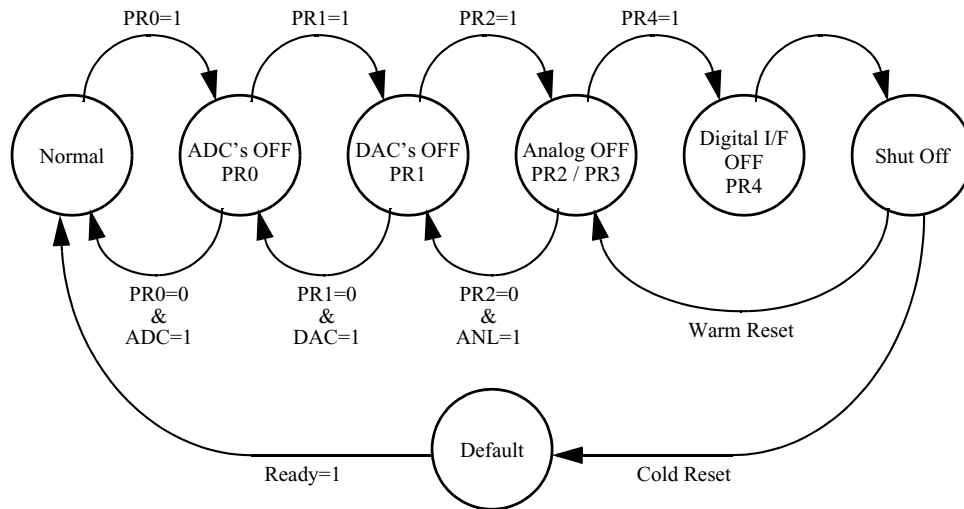 PR0=1
PR1=1
PR2=1
PR4=1
Normal
ADC's OFF
PR0
DAC's OFF
PR1
Analog OFF
PR2 / PR3
Digital I/F
OFF
PR4
Shut Off
PR0=0
&
ADC=1
PR1=0
&
DAC=1
PR2=0
&
ANL=1
Warm Reset
Default
Ready=1
Cold Reset